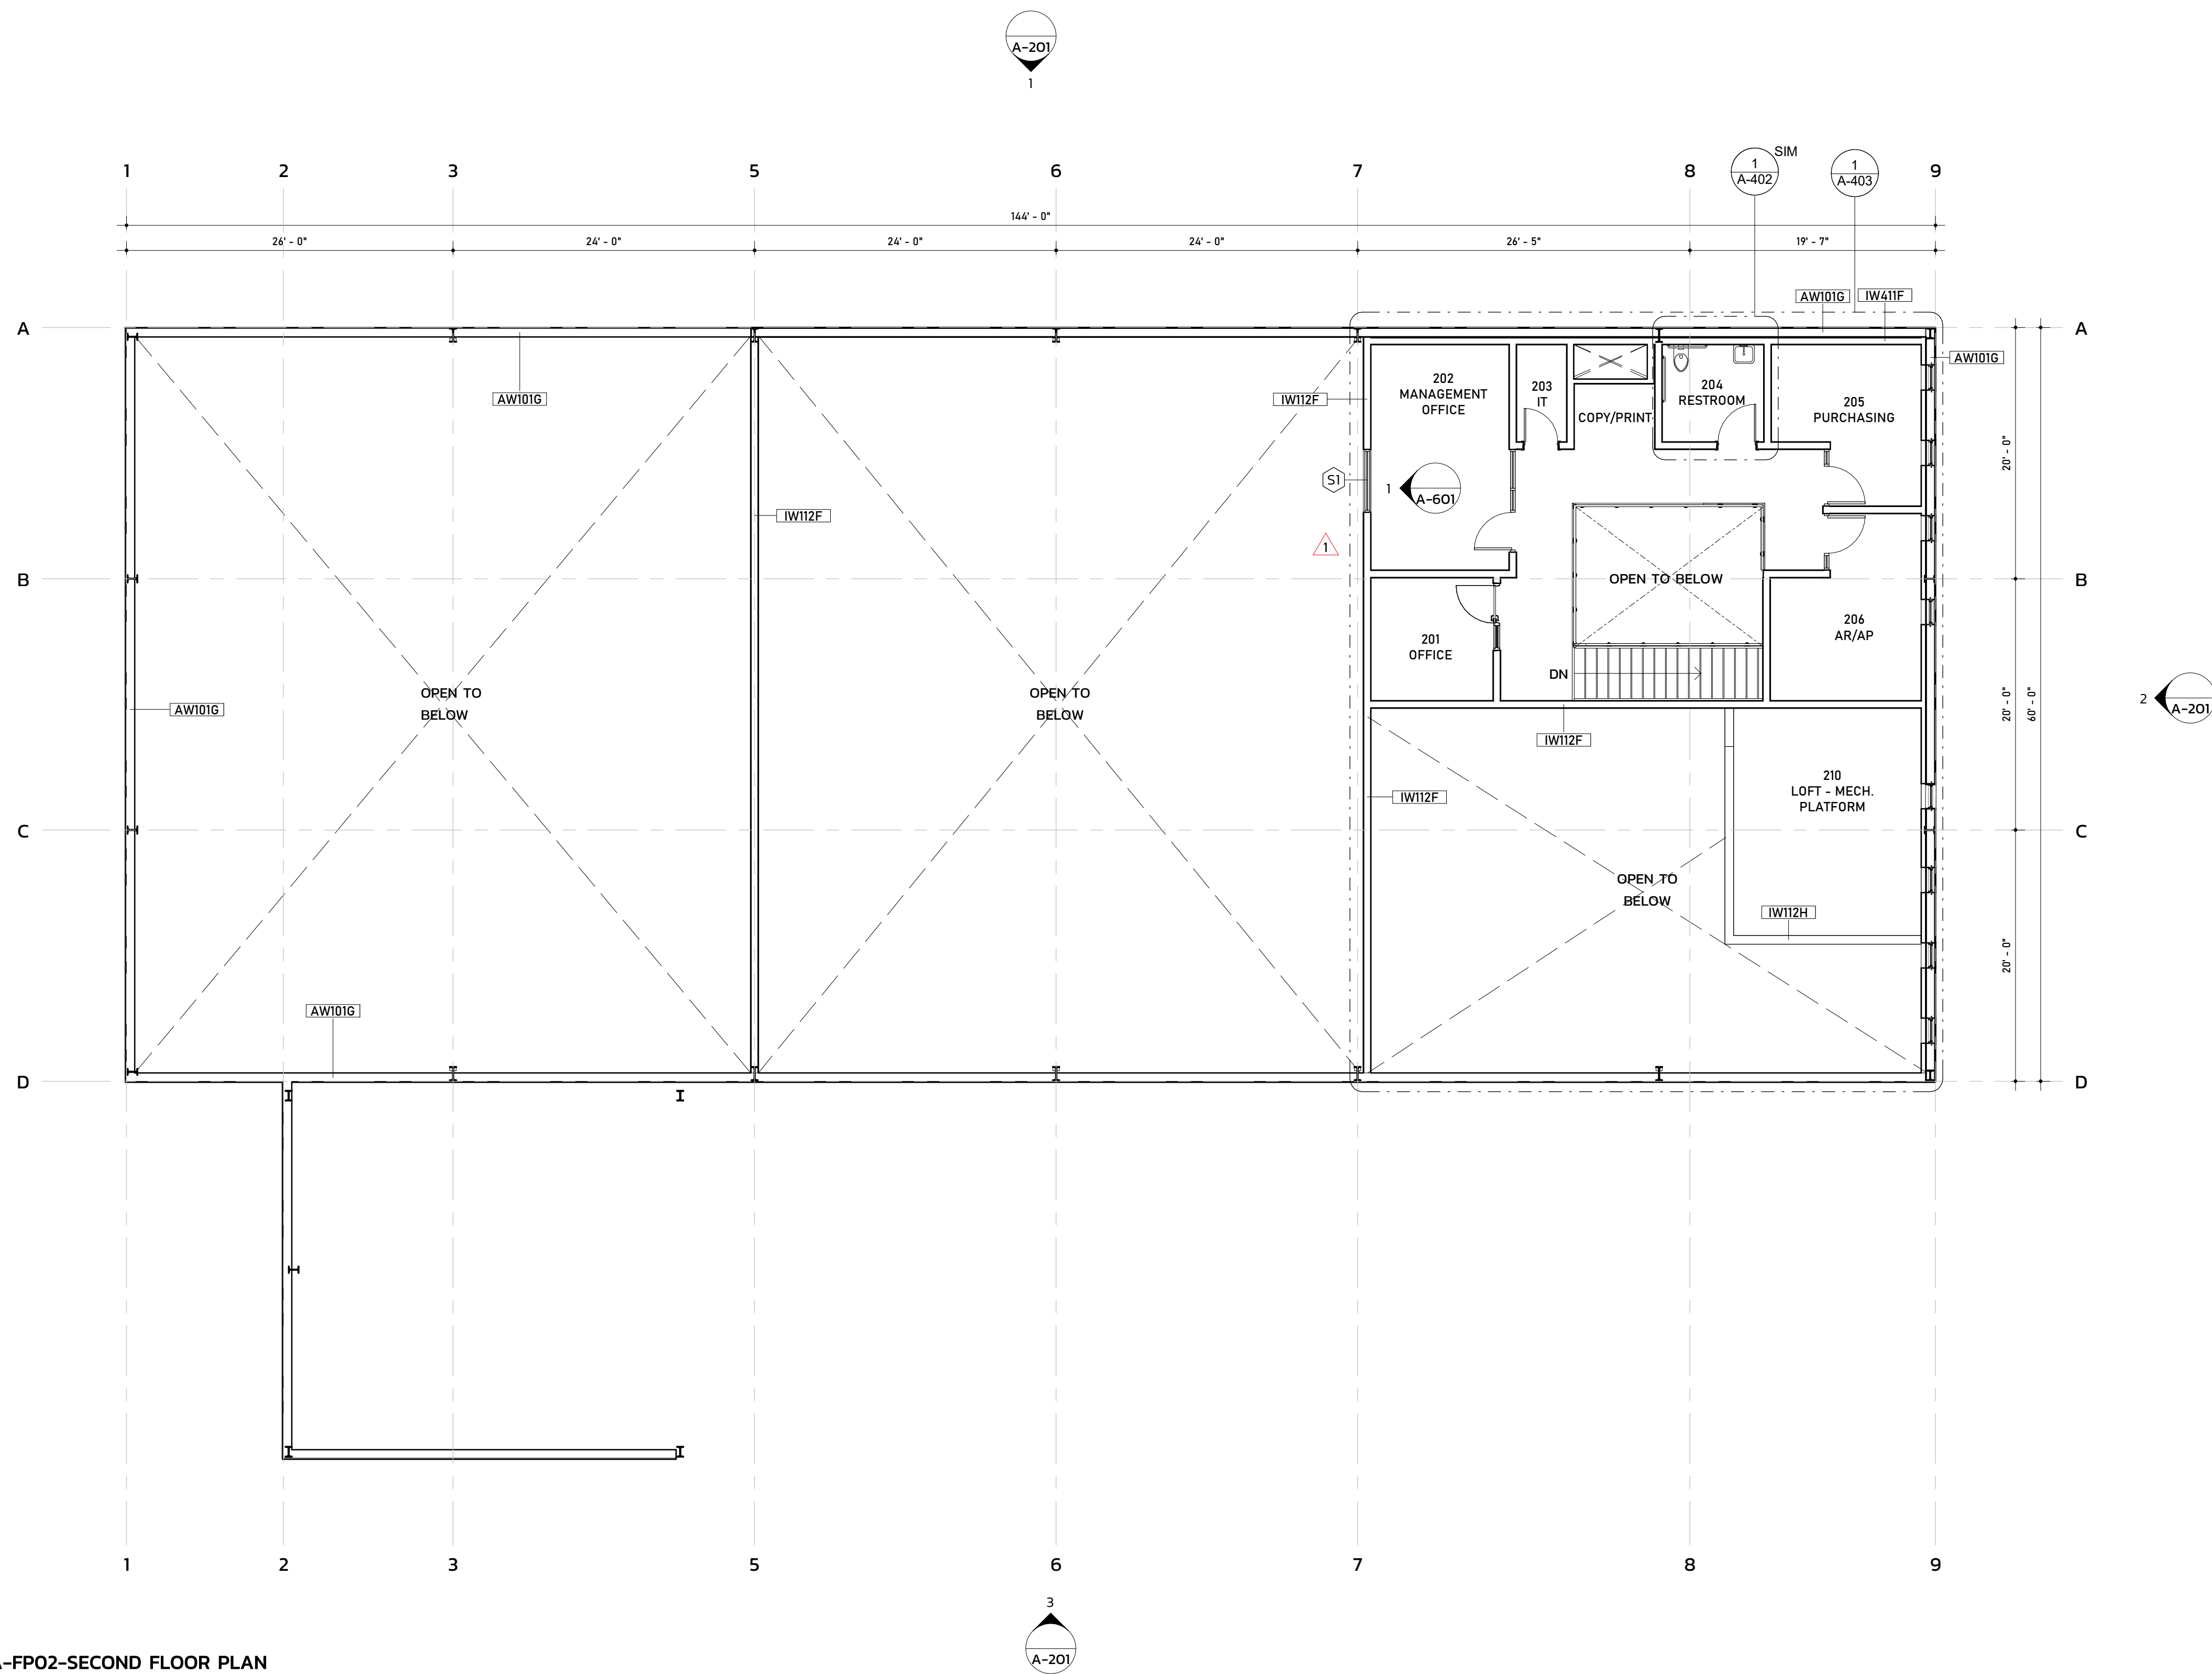 A-201
1
SIM
1
A-402
1
A-403
1 2 3 5 6 7 8 9
144' - 0"
26' - 0" 24' - 0" 24' - 0" 24' - 0" 26' - 5" 19' - 7"
AW101G IW411F
A A
AW101G
AW101G
IW112F
202
MANAGEMENT
OFFICE
203
IT
COPY/PRINT
204
RESTROOM
205
PURCHASING
20' - 0"
S1
1
A-601
IW112F
1
B B
OPEN TO BELOW
201
OFFICE
206
AR/AP
DN
OPEN TO
BELOW
OPEN TO
BELOW
AW101G
20' - 0"
60' - 0"
2
A-201
IW112F
210
LOFT - MECH.
PLATFORM
IW112F
C C
OPEN TO
BELOW
IW112H
20' - 0"
AW101G
D D
1 2 3 5 6 7 8 9
3
A-201
-FP02-SECOND FLOOR PLAN